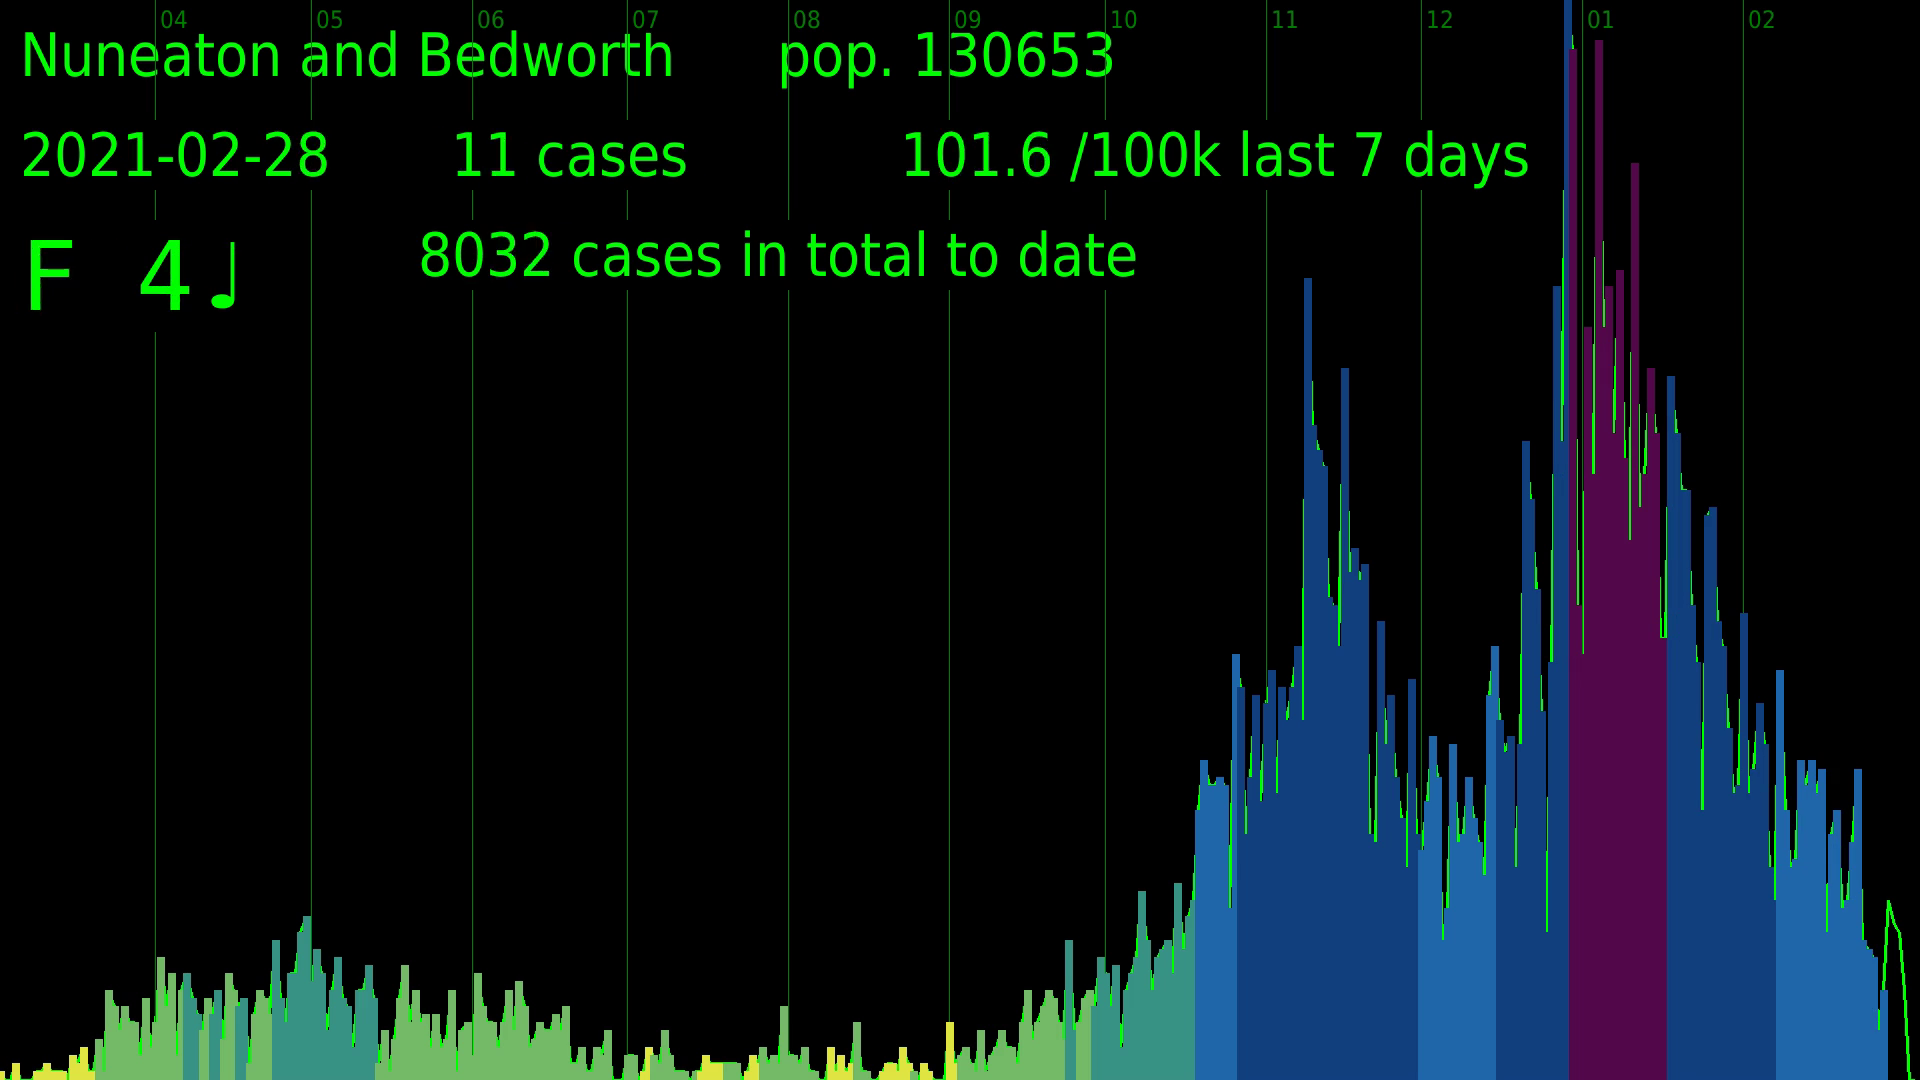 04 05 06 07 08 09 10 11 12 01 02
Nuneaton and Bedworth pop. 130653
2021-02-28 11 cases 101.6 /100k last 7 days
F 4♩ 8032 cases in total to date